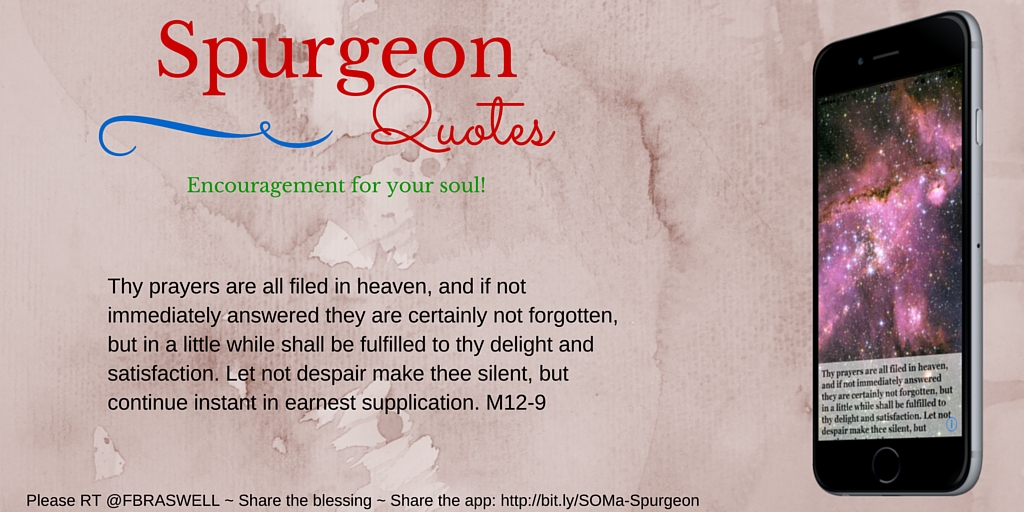 Spurgeon
Quotes
Encouragement for your soul!
Thy prayers are all filed in heaven, and if not
immediately answered they are certainly not forgotten,
but in a little while shall be fulfilled to thy delight and
satisfaction. Let not despair make thee silent, but
continue instant in earnest supplication. M12-9
Thy prayers are all filed in heaven,
and if not immediately answered
they are certainly not forgotten, but
in a little while shall be fulfilled to
thy delight and satisfaction. Let not
despair make thee silent, but
Please RT @FBRASWELL ~ Share the blessing ~ Share the app: http://bit.ly/SOMa-Spurgeon